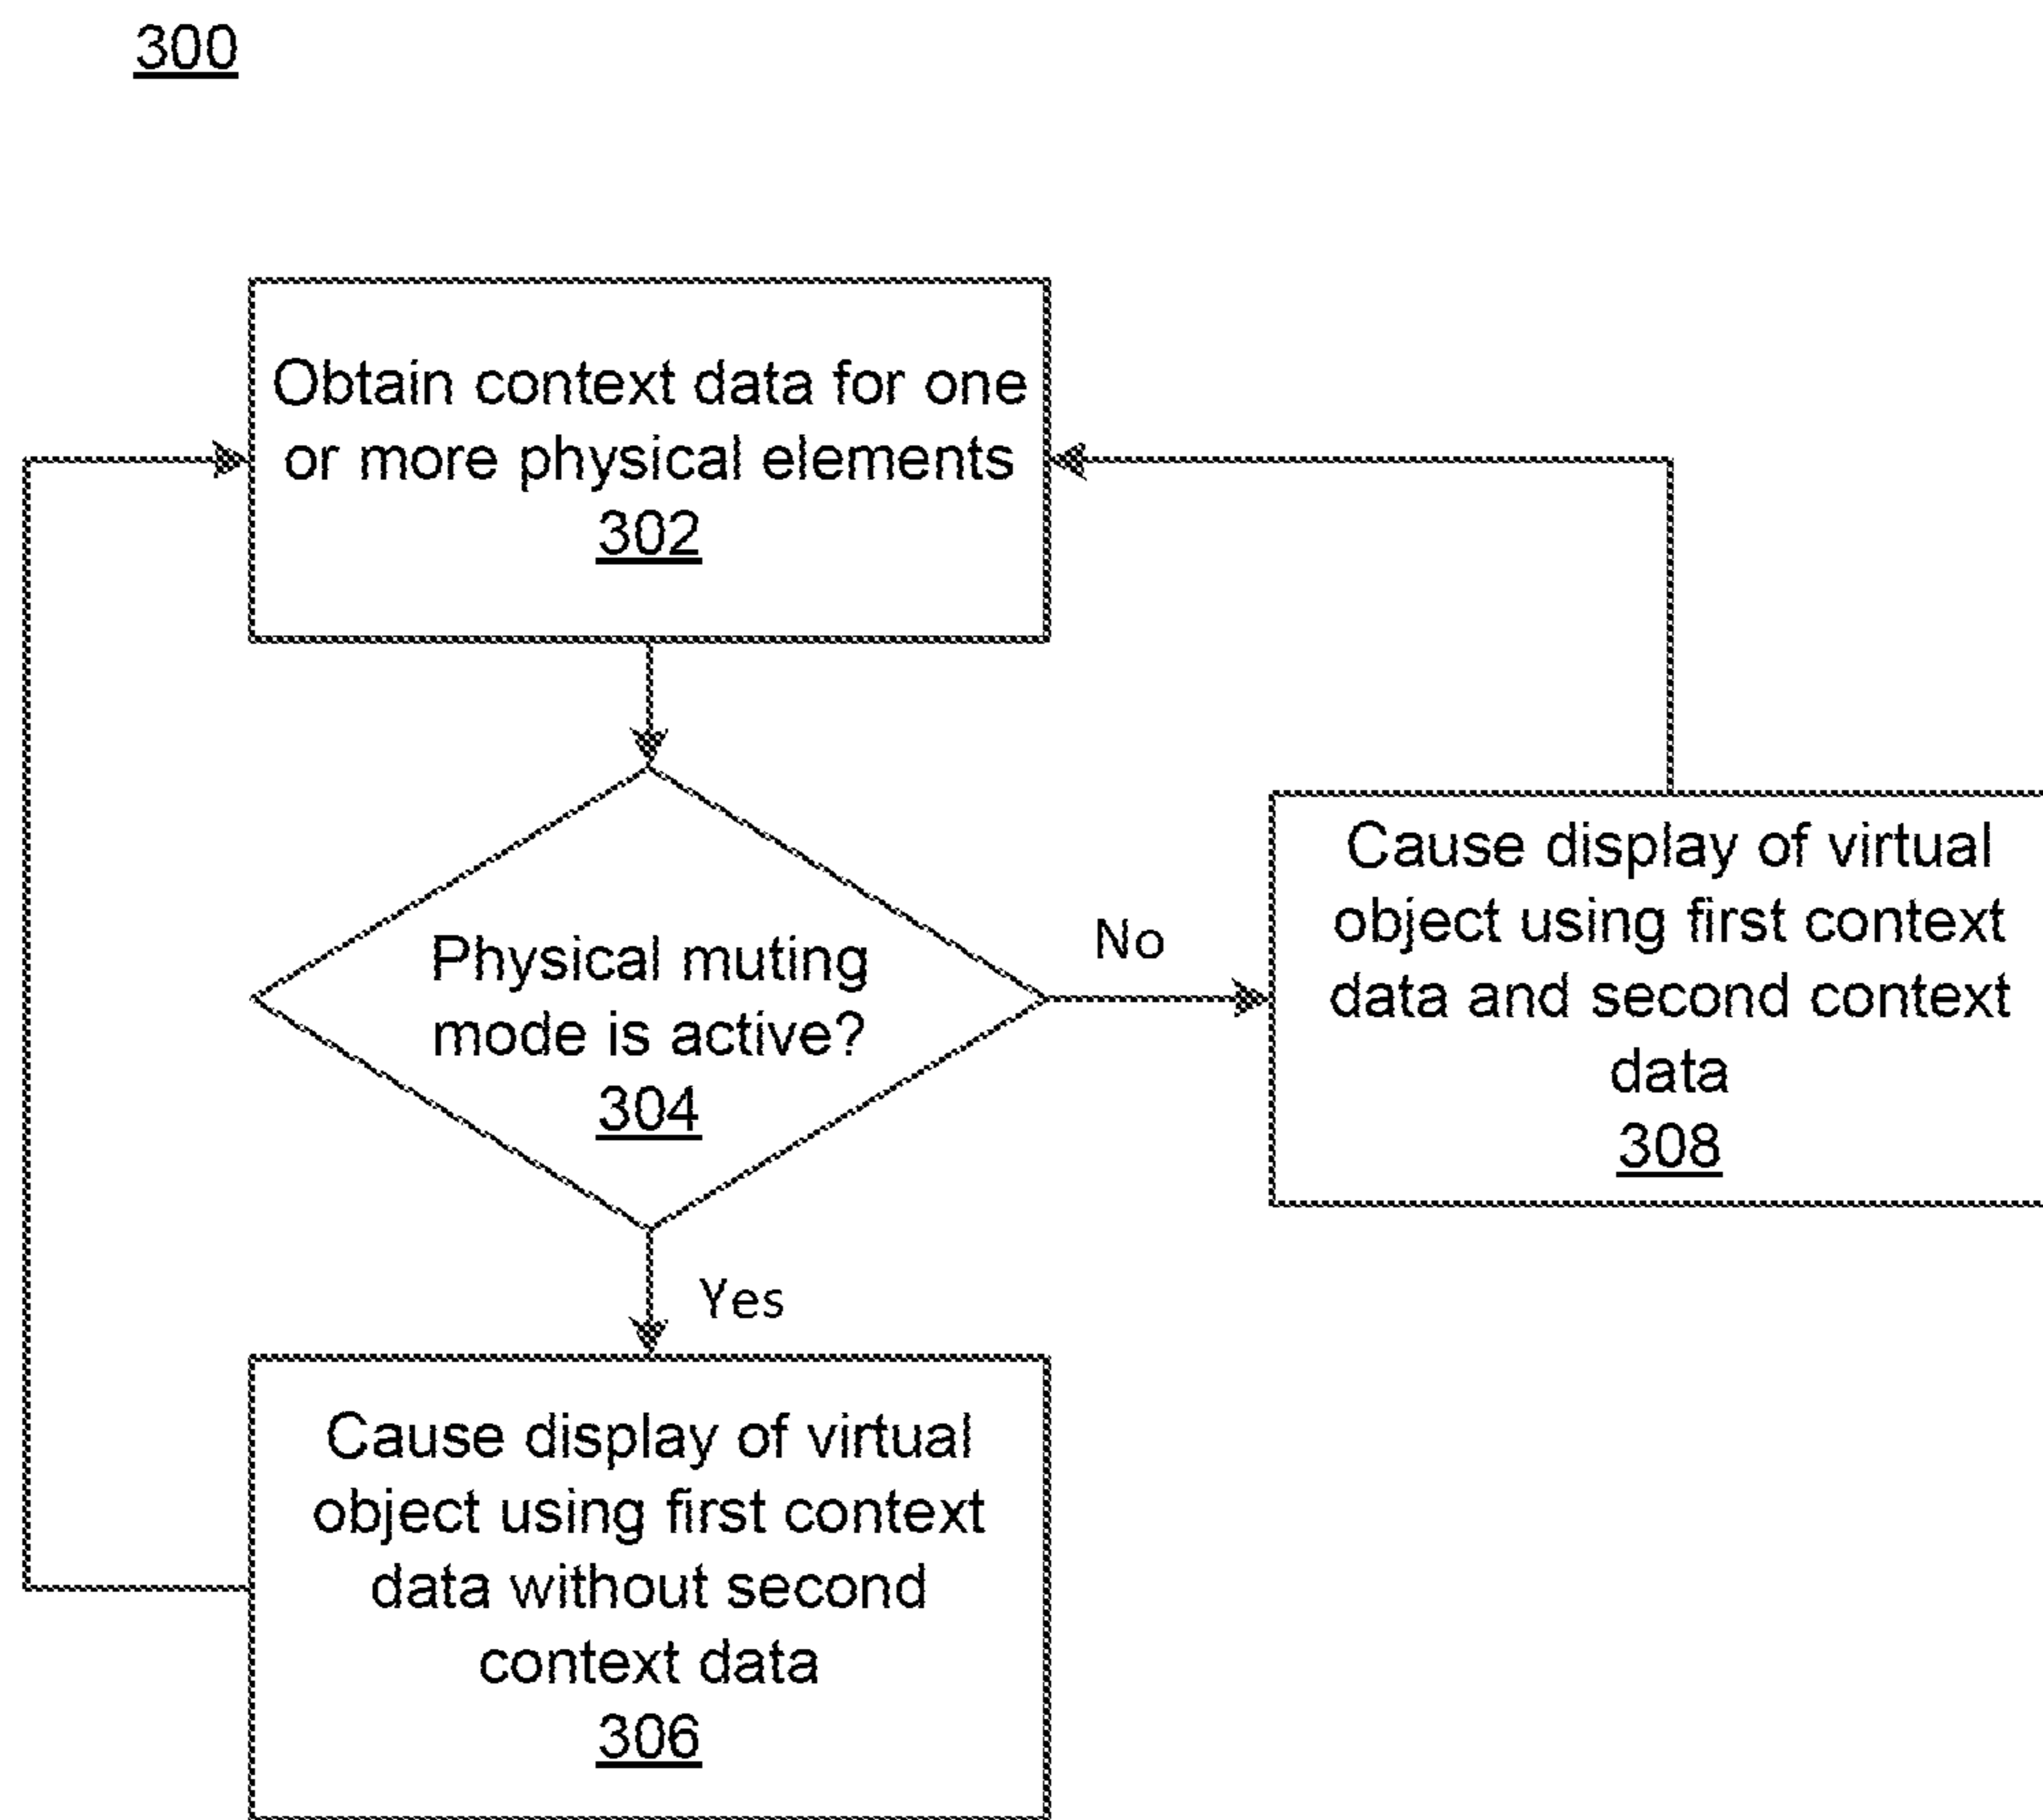 300
Obtain context data for one
or more physical elements
302
Physical muting
mode is active?
304
No
Cause display of virtual
object using first context
data and second context
data
308
Yes
Cause display of virtual
object using first context
data without second
context data
306